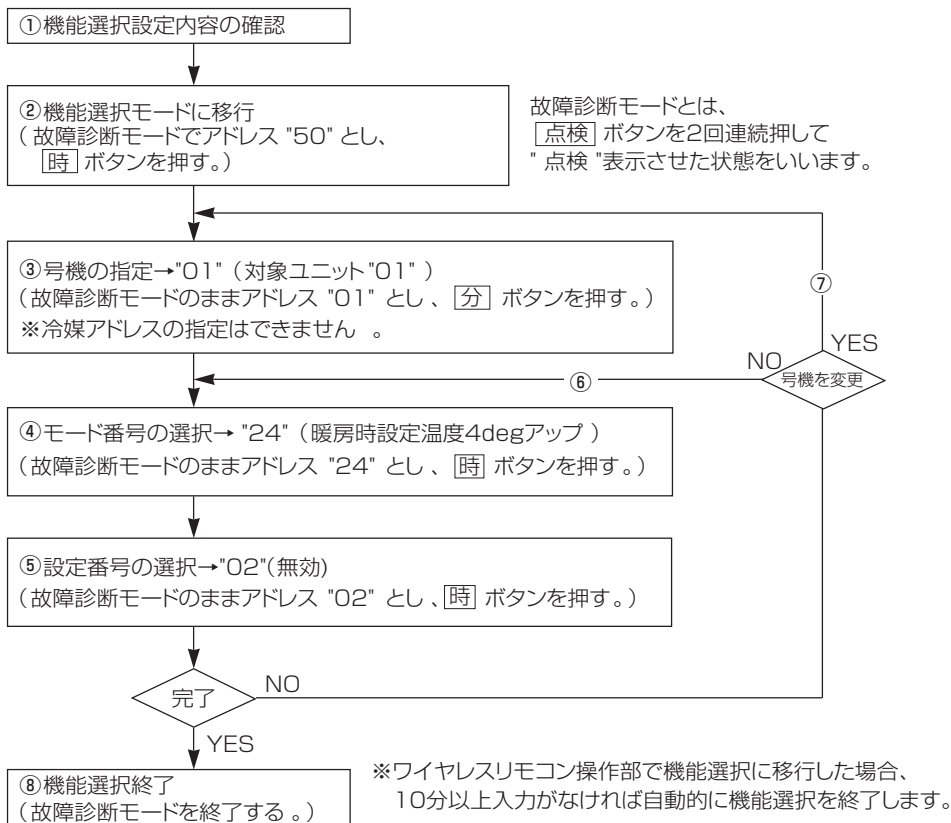 ①機能選択設定内容の確認
②機能選択モードに移行
（故障診断モードでアドレス "50" とし、
時 ボタンを押す。）
故障診断モードとは、
点検 ボタンを2回連続押して
" 点検 "表示させた状態をいいます。
③号機の指定→"01"（対象ユニット"01"）
（故障診断モードのままアドレス "01" とし 、 分 ボタンを押す。）
※冷媒アドレスの指定はできません 。
⑦
YES
NO
号機を変更
⑥
④モード番号の選択→ "24"（暖房時設定温度4degアップ ）
（故障診断モードのままアドレス "24" とし 、 時 ボタンを押す。）
⑤設定番号の選択→"02"(無効)
（故障診断モードのままアドレス "02" とし 、時 ボタンを押す。）
完了
NO
YES
⑧機能選択終了
（故障診断モードを終了する 。）
※ワイヤレスリモコン操作部で機能選択に移行した場合、
10分以上入力がなければ自動的に機能選択を終了します。